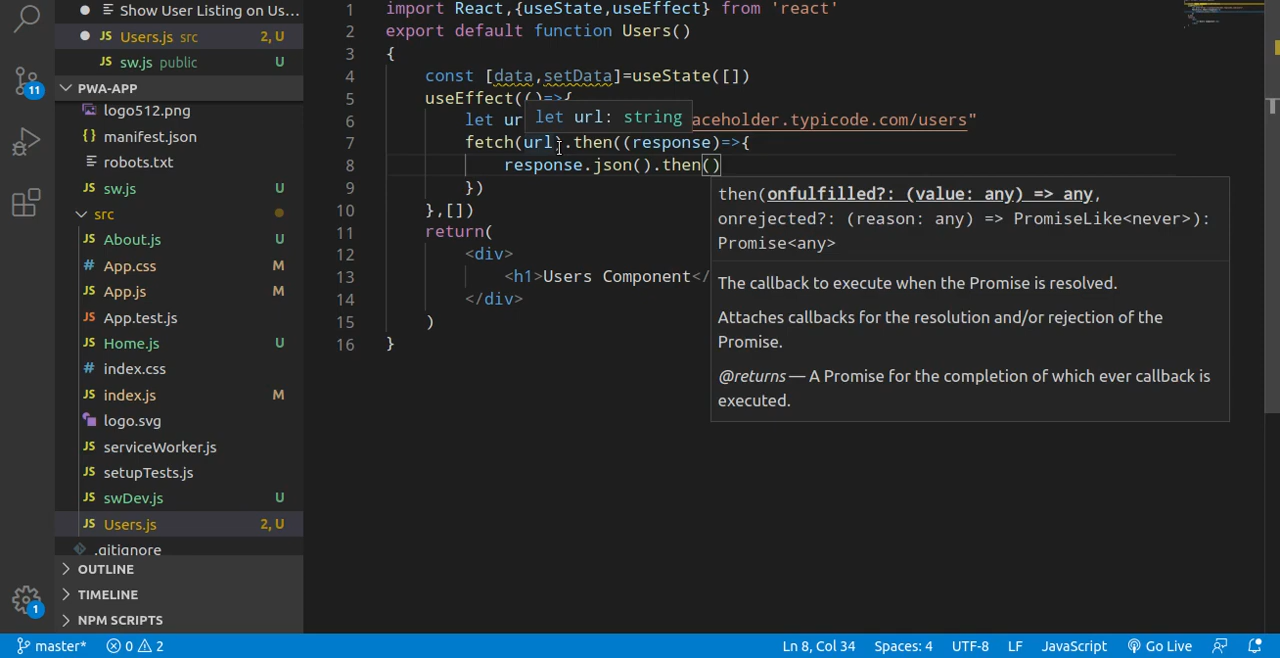 Show User Listing on Us...
Users.js src 2, U
sw.js public U
PWA-APP
logo512.png
manifest.json
robots.txt
sw.js U
src
About.js U
App.css M
App.js M
App.test.js
Home.js U
index.css
index.js M
logo.svg
serviceWorker.js
setupTests.js
swDev.js U
Users.js 2, U
.gitignore
OUTLINE
TIMELINE
NPM SCRIPTS
11
1
1 import React,{useState,useEffect} from 'react'
2 export default function Users()
3 {
4 const [data,setData]=useState([])
5 useEffect(()=>{
6 let ur let url: string aceholder.typicode.com/users"
7 fetch(url).then((response)=>{
8 response.json().then()
9 })
10 },[])
11 return(
12 <div>
13 <h1>Users Component</
14 </div>
15 )
16 }
then(onfulfilled?: (value: any) => any,
onrejected?: (reason: any) => PromiseLike<never>):
Promise<any>
The callback to execute when the Promise is resolved.
Attaches callbacks for the resolution and/or rejection of the
Promise.
@returns — A Promise for the completion of which ever callback is
executed.
master* 0 2 Ln 8, Col 34 Spaces: 4 UTF-8 LF JavaScript Go Live